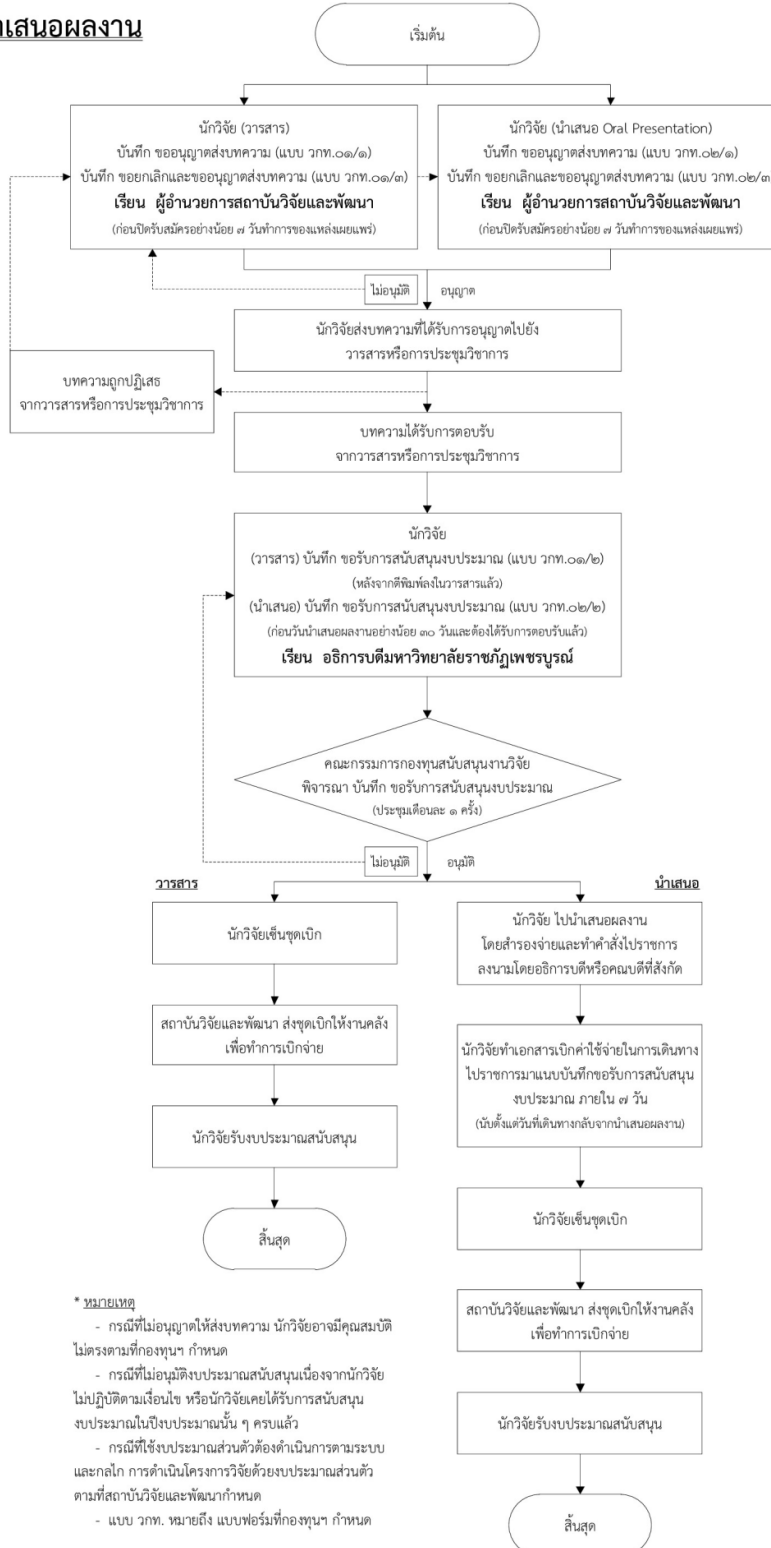 นำเสนอผลงาน
เริ่มต้น
นักวิจัย (วารสาร)
บันทึก ขออนุญาตส่งบทความ (แบบ วกท.๐๑/๑)
บันทึก ขอยกเลิกและขออนุญาตส่งบทความ (แบบ วกท.๐๑/๓)
เรียน ผู้อำนวยการสถาบันวิจัยและพัฒนา
(ก่อนปิดรับสมัครอย่างน้อย ๗ วันทำการของแหล่งเผยแพร่)
นักวิจัย (นำเสนอ Oral Presentation)
บันทึก ขออนุญาตส่งบทความ (แบบ วกท.๐๒/๑)
บันทึก ขอยกเลิกและขออนุญาตส่งบทความ (แบบ วกท.๐๒/๓
เรียน ผู้อำนวยการสถาบันวิจัยและพัฒนา
(ก่อนปิดรับสมัครอย่างน้อย ๗ วันทำการของแหล่งเผยแพร่)
ไม่อนุมัติ อนุญาต
นักวิจัยส่งบทความที่ได้รับการอนุญาตไปยัง
วารสารหรือการประชุมวิชาการ
บทความถูกปฏิเสธ
จากวารสารหรือการประชุมวิชาการ
บทความได้รับการตอบรับ
จากวารสารหรือการประชุมวิชาการ
นักวิจัย
(วารสาร) บันทึก ขอรับการสนับสนุนงบประมาณ (แบบ วกท.๐๑/๒)
(หลังจากตีพิมพ์ลงในวารสารแล้ว)
(นำเสนอ) บันทึก ขอรับการสนับสนุนงบประมาณ (แบบ วกท.๐๒/๒)
(ก่อนวันนำเสนอผลงานอย่างน้อย ๓๐ วันและต้องได้รับการตอบรับแล้ว)
เรียน อธิการบดีมหาวิทยาลัยราชภัฏเพชรบูรณ์
คณะกรรมการกองทุนสนับสนุนงานวิจัย
พิจารณา บันทึก ขอรับการสนับสนุนงบประมาณ
(ประชุมเดือนละ ๑ ครั้ง)
ไม่อนุมัติ อนุมัติ
วารสาร
นักวิจัยเซ็นชุดเบิก
สถาบันวิจัยและพัฒนา ส่งชุดเบิกให้งานคลัง
เพื่อทำการเบิกจ่าย
นักวิจัยรับงบประมาณสนับสนุน
สิ้นสุด
นำเสนอ
นักวิจัย ไปนำเสนอผลงาน
โดยสำรองจ่ายและทำคำสั่งไปราชการ
ลงนามโดยอธิการบดีหรือคณบดีที่สังกัด
นักวิจัยทำเอกสารเบิกค่าใช้จ่ายในการเดินทาง
ไปราชการมาแนบบันทึกขอรับการสนับสนุน
งบประมาณ ภายใน ๗ วัน
(นับตั้งแต่วันที่เดินทางกลับจากนำเสนอผลงาน)
นักวิจัยเซ็นชุดเบิก
สถาบันวิจัยและพัฒนา ส่งชุดเบิกให้งานคลัง
เพื่อทำการเบิกจ่าย
นักวิจัยรับงบประมาณสนับสนุน
สิ้นสุด
* หมายเหตุ
- กรณีที่ไม่อนุญาตให้ส่งบทความ นักวิจัยอาจมีคุณสมบัติ
ไม่ตรงตามที่กองทุนฯ กำหนด
- กรณีที่ไม่อนุมัติงบประมาณสนับสนุนเนื่องจากนักวิจัย
ไม่ปฏิบัติตามเงื่อนไข หรือนักวิจัยเคยได้รับการสนับสนุน
งบประมาณในปีงบประมาณนั้น ๆ ครบแล้ว
- กรณีที่ใช้งบประมาณส่วนตัวต้องดำเนินการตามระบบ
และกลไก การดำเนินโครงการวิจัยด้วยงบประมาณส่วนตัว
ตามที่สถาบันวิจัยและพัฒนากำหนด
- แบบ วกท. หมายถึง แบบฟอร์มที่กองทุนฯ กำหนด